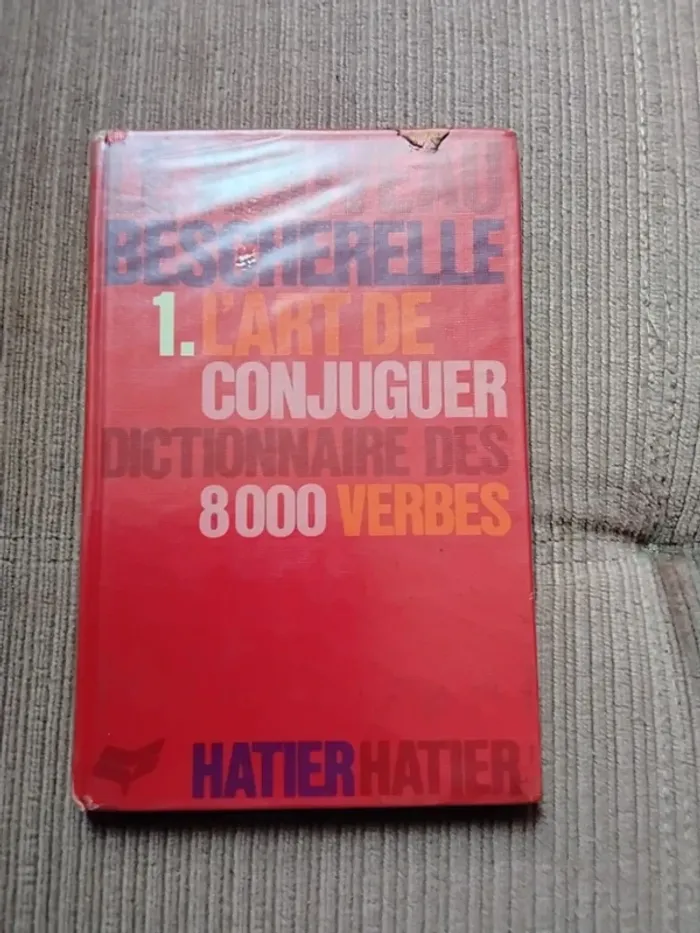 BESCHERELLE
1. L'ART DE
CONJUGUER
DICTIONNAIRE DES
8000 VERBES
HATIER HATIER